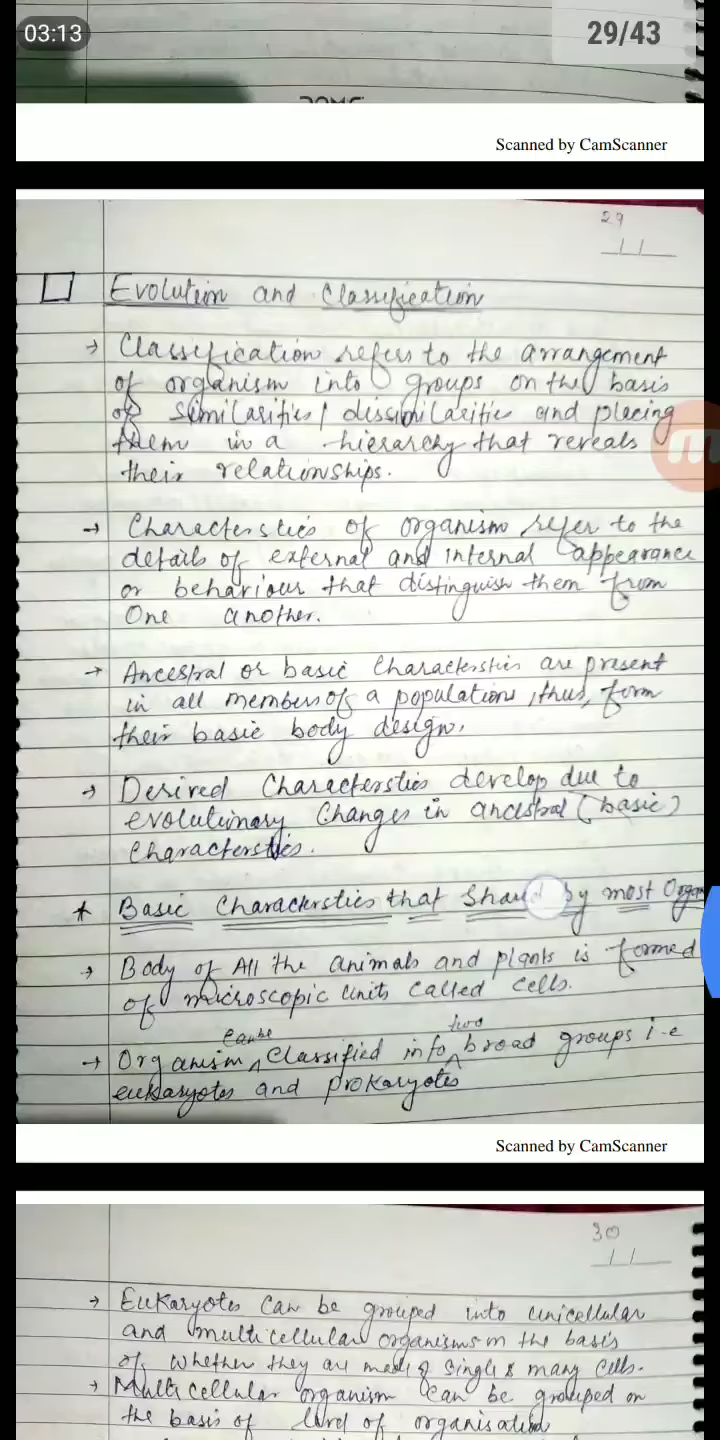 03:13
29/43
Scanned by CamScanner
29
Evolution and Classification
→ Classification refers to the arrangement
of organism into groups on the basis
of similarities/dissimilarities and placing
them in a hierarchy that reveals
their relationships.
→ Characterstics of organism refer to the
details of external and internal appearance
or behaviour that distinguish them from
One another.
→ Ancestral or basic Characterstics are present
in all members of a populations, thus, form
their basic body design.
→ Desired Characterstics develop due to
evolutionary Changes in ancestral (basic)
Characterstics.
* Basic Characterstics that Shared by most Organ
→ Body of All the animals and plants is formed
of microscopic units called cells.
→ Organism can be Classified into two broad groups i.e
eukaryotes and prokaryotes
Scanned by CamScanner
30
→ Eukaryotes Can be grouped into unicellular
and multicellular organisms on the basis
of whether they are made of single & many Cells.
→ Multicellular organism Can be grouped on
the basis of level of organisation